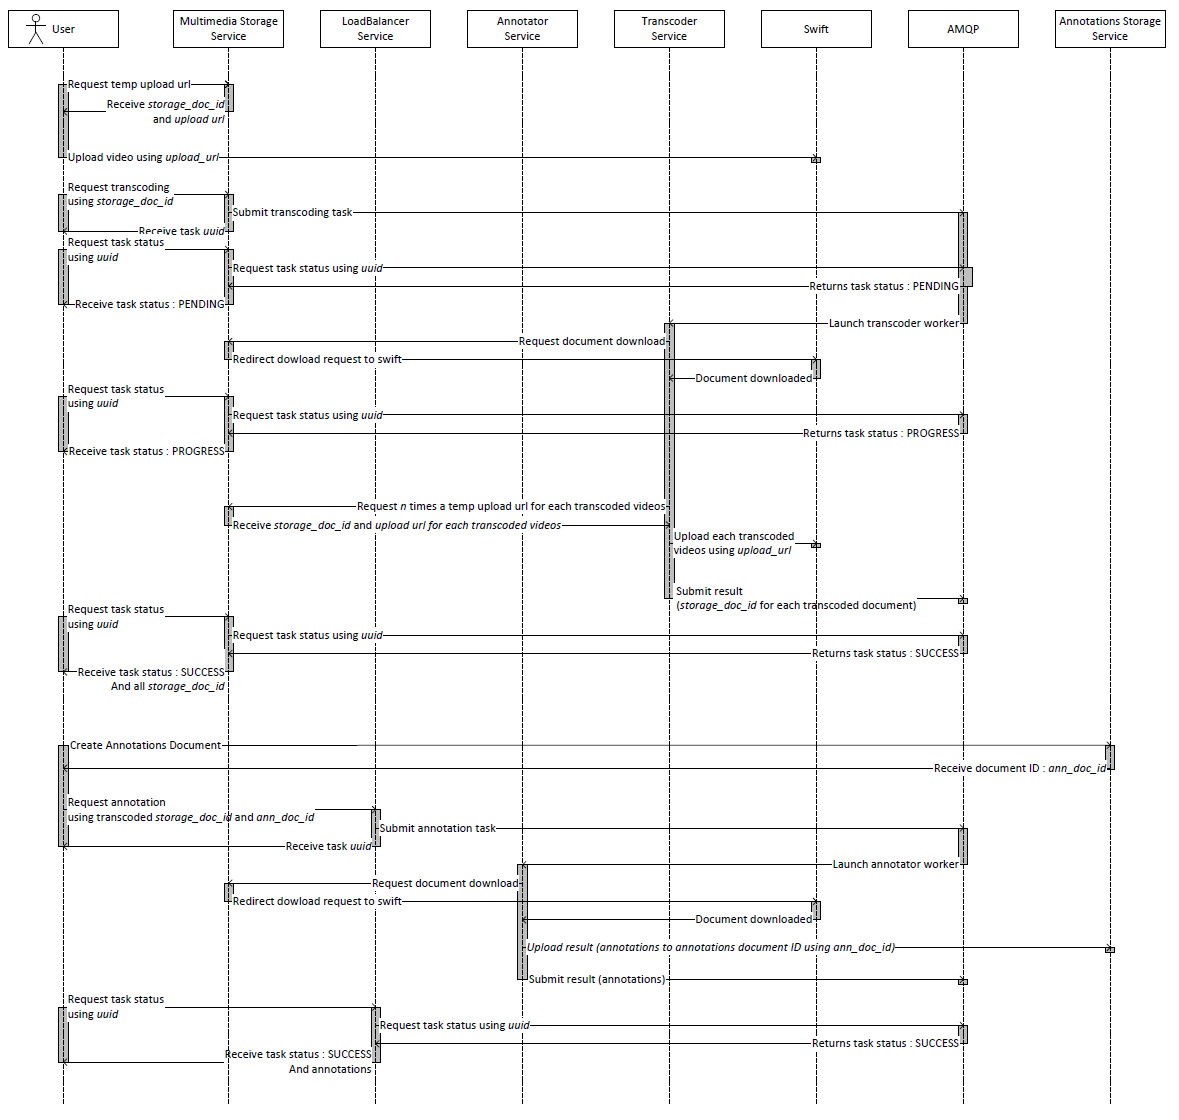 User
Multimedia Storage
Service
LoadBalancer
Service
Annotator
Service
Transcoder
Service
Swift
AMQP
Annotations Storage
Service
Request temp upload url
Receive storage_doc_id
and upload url
Upload video using upload_url
Request transcoding
using storage_doc_id
Submit transcoding task
Receive task uuid
Request task status
using uuid
Request task status using uuid
Returns task status : PENDING
Receive task status : PENDING
Launch transcoder worker
Request document download
Redirect dowload request to swift
Document downloaded
Request task status
using uuid
Request task status using uuid
Returns task status : PROGRESS
Receive task status : PROGRESS
Request n times a temp upload url for each transcoded videos
Receive storage_doc_id and upload url for each transcoded videos
Upload each transcoded
videos using upload_url
Submit result
(storage_doc_id for each transcoded document)
Request task status
using uuid
Request task status using uuid
Returns task status : SUCCESS
Receive task status : SUCCESS
And all storage_doc_id
Create Annotations Document
Receive document ID : ann_doc_id
Request annotation
using transcoded storage_doc_id and ann_doc_id
Submit annotation task
Receive task uuid
Launch annotator worker
Request document download
Redirect dowload request to swift
Document downloaded
Upload result (annotations to annotations document ID using ann_doc_id)
Submit result (annotations)
Request task status
using uuid
Request task status using uuid
Returns task status : SUCCESS
Receive task status : SUCCESS
And annotations